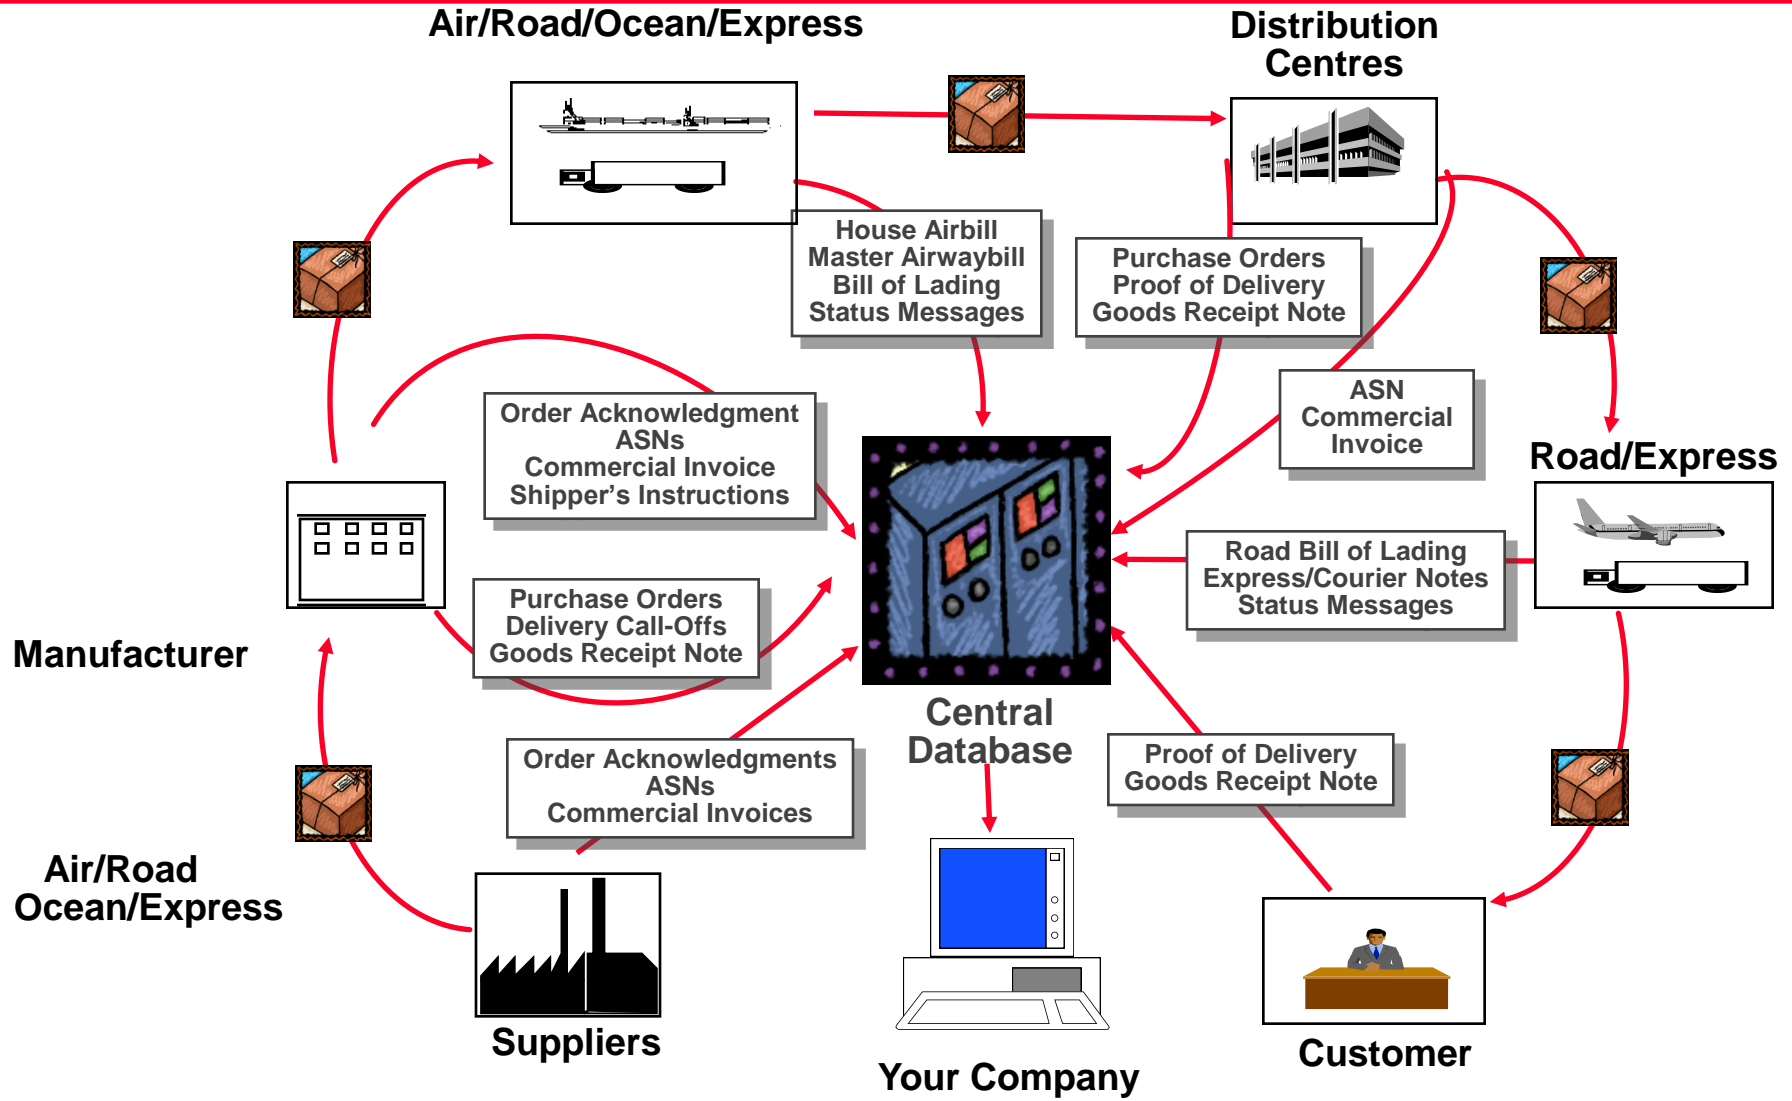 Air/Road/Ocean/Express
Distribution
Centres
House Airbill
Master Airwaybill
Bill of Lading
Status Messages
Purchase Orders
Proof of Delivery
Goods Receipt Note
Order Acknowledgment
ASNs
Commercial Invoice
Shipper’s Instructions
ASN
Commercial
Invoice
Road/Express
Road Bill of Lading
Express/Courier Notes
Status Messages
Purchase Orders
Delivery Call-Offs
Goods Receipt Note
Manufacturer
Central
Database
Order Acknowledgments
ASNs
Commercial Invoices
Proof of Delivery
Goods Receipt Note
Air/Road
Ocean/Express
Suppliers
Your Company
Customer